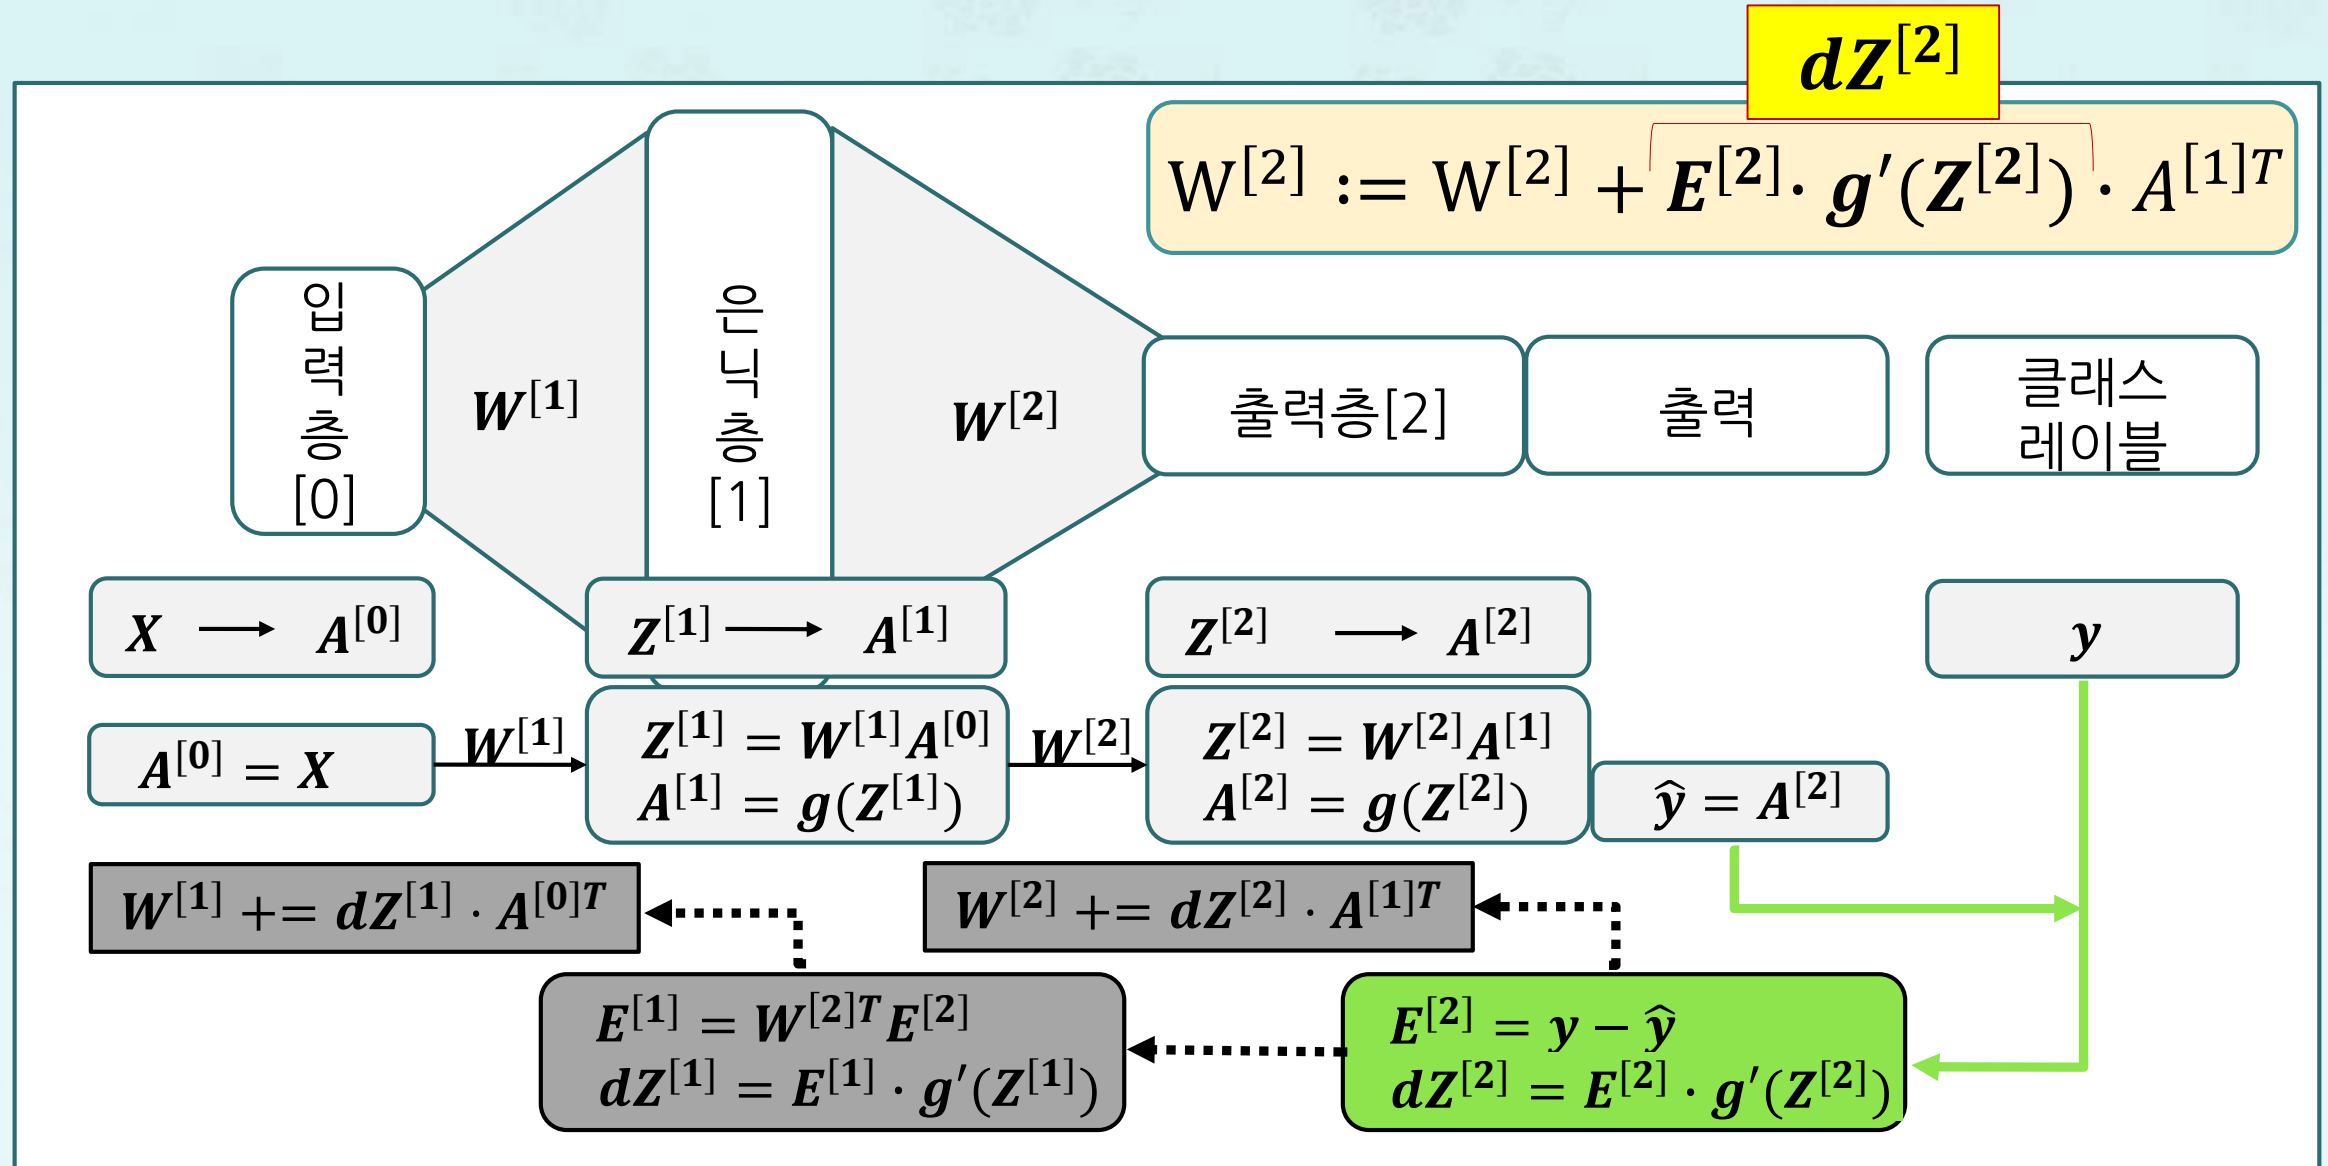 dZ^[2]
W^[2] := W^[2] + E^[2] · g′(Z^[2]) · A^[1]T
입력층[0]
W^[1]
은닉층[1]
W^[2]
출력층[2]
출력
클래스
레이블
X → A^[0]
Z^[1] → A^[1]
Z^[2] → A^[2]
y
A^[0] = X
W^[1]
Z^[1] = W^[1]A^[0]
A^[1] = g(Z^[1])
W^[2]
Z^[2] = W^[2]A^[1]
A^[2] = g(Z^[2])
ŷ = A^[2]
W^[1] += dZ^[1] · A^[0]T
W^[2] += dZ^[2] · A^[1]T
E^[1] = W^[2]T E^[2]
dZ^[1] = E^[1] · g′(Z^[1])
E^[2] = y − ŷ
dZ^[2] = E^[2] · g′(Z^[2])